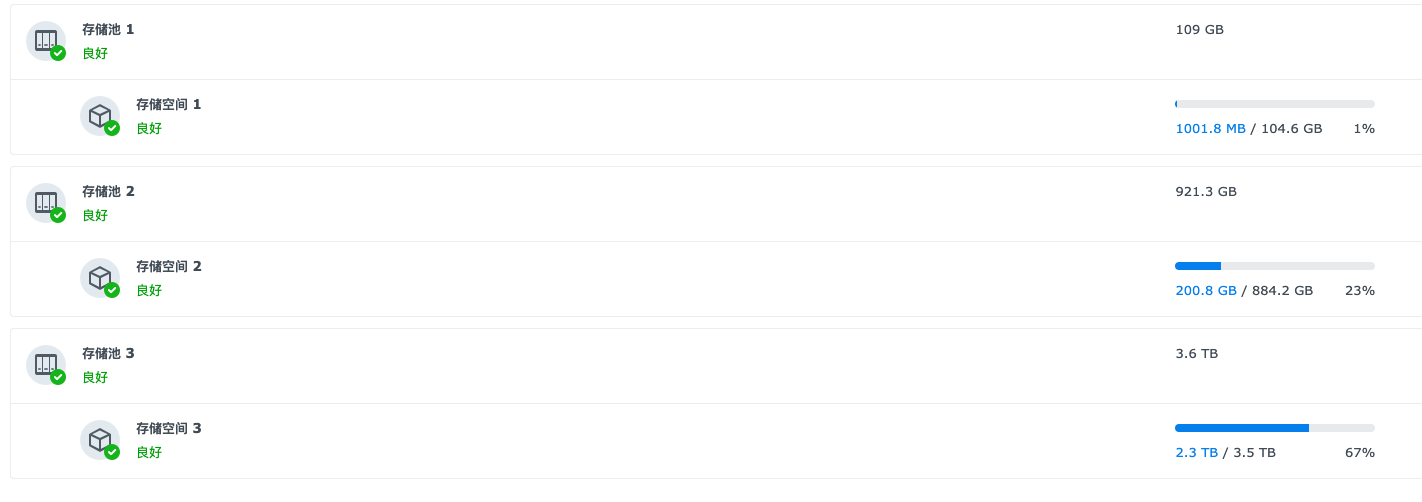 存储池 1
109 GB
良好
存储空间 1
良好
1001.8 MB / 104.6 GB 1%
存储池 2
921.3 GB
良好
存储空间 2
良好
200.8 GB / 884.2 GB 23%
存储池 3
3.6 TB
良好
存储空间 3
良好
2.3 TB / 3.5 TB 67%